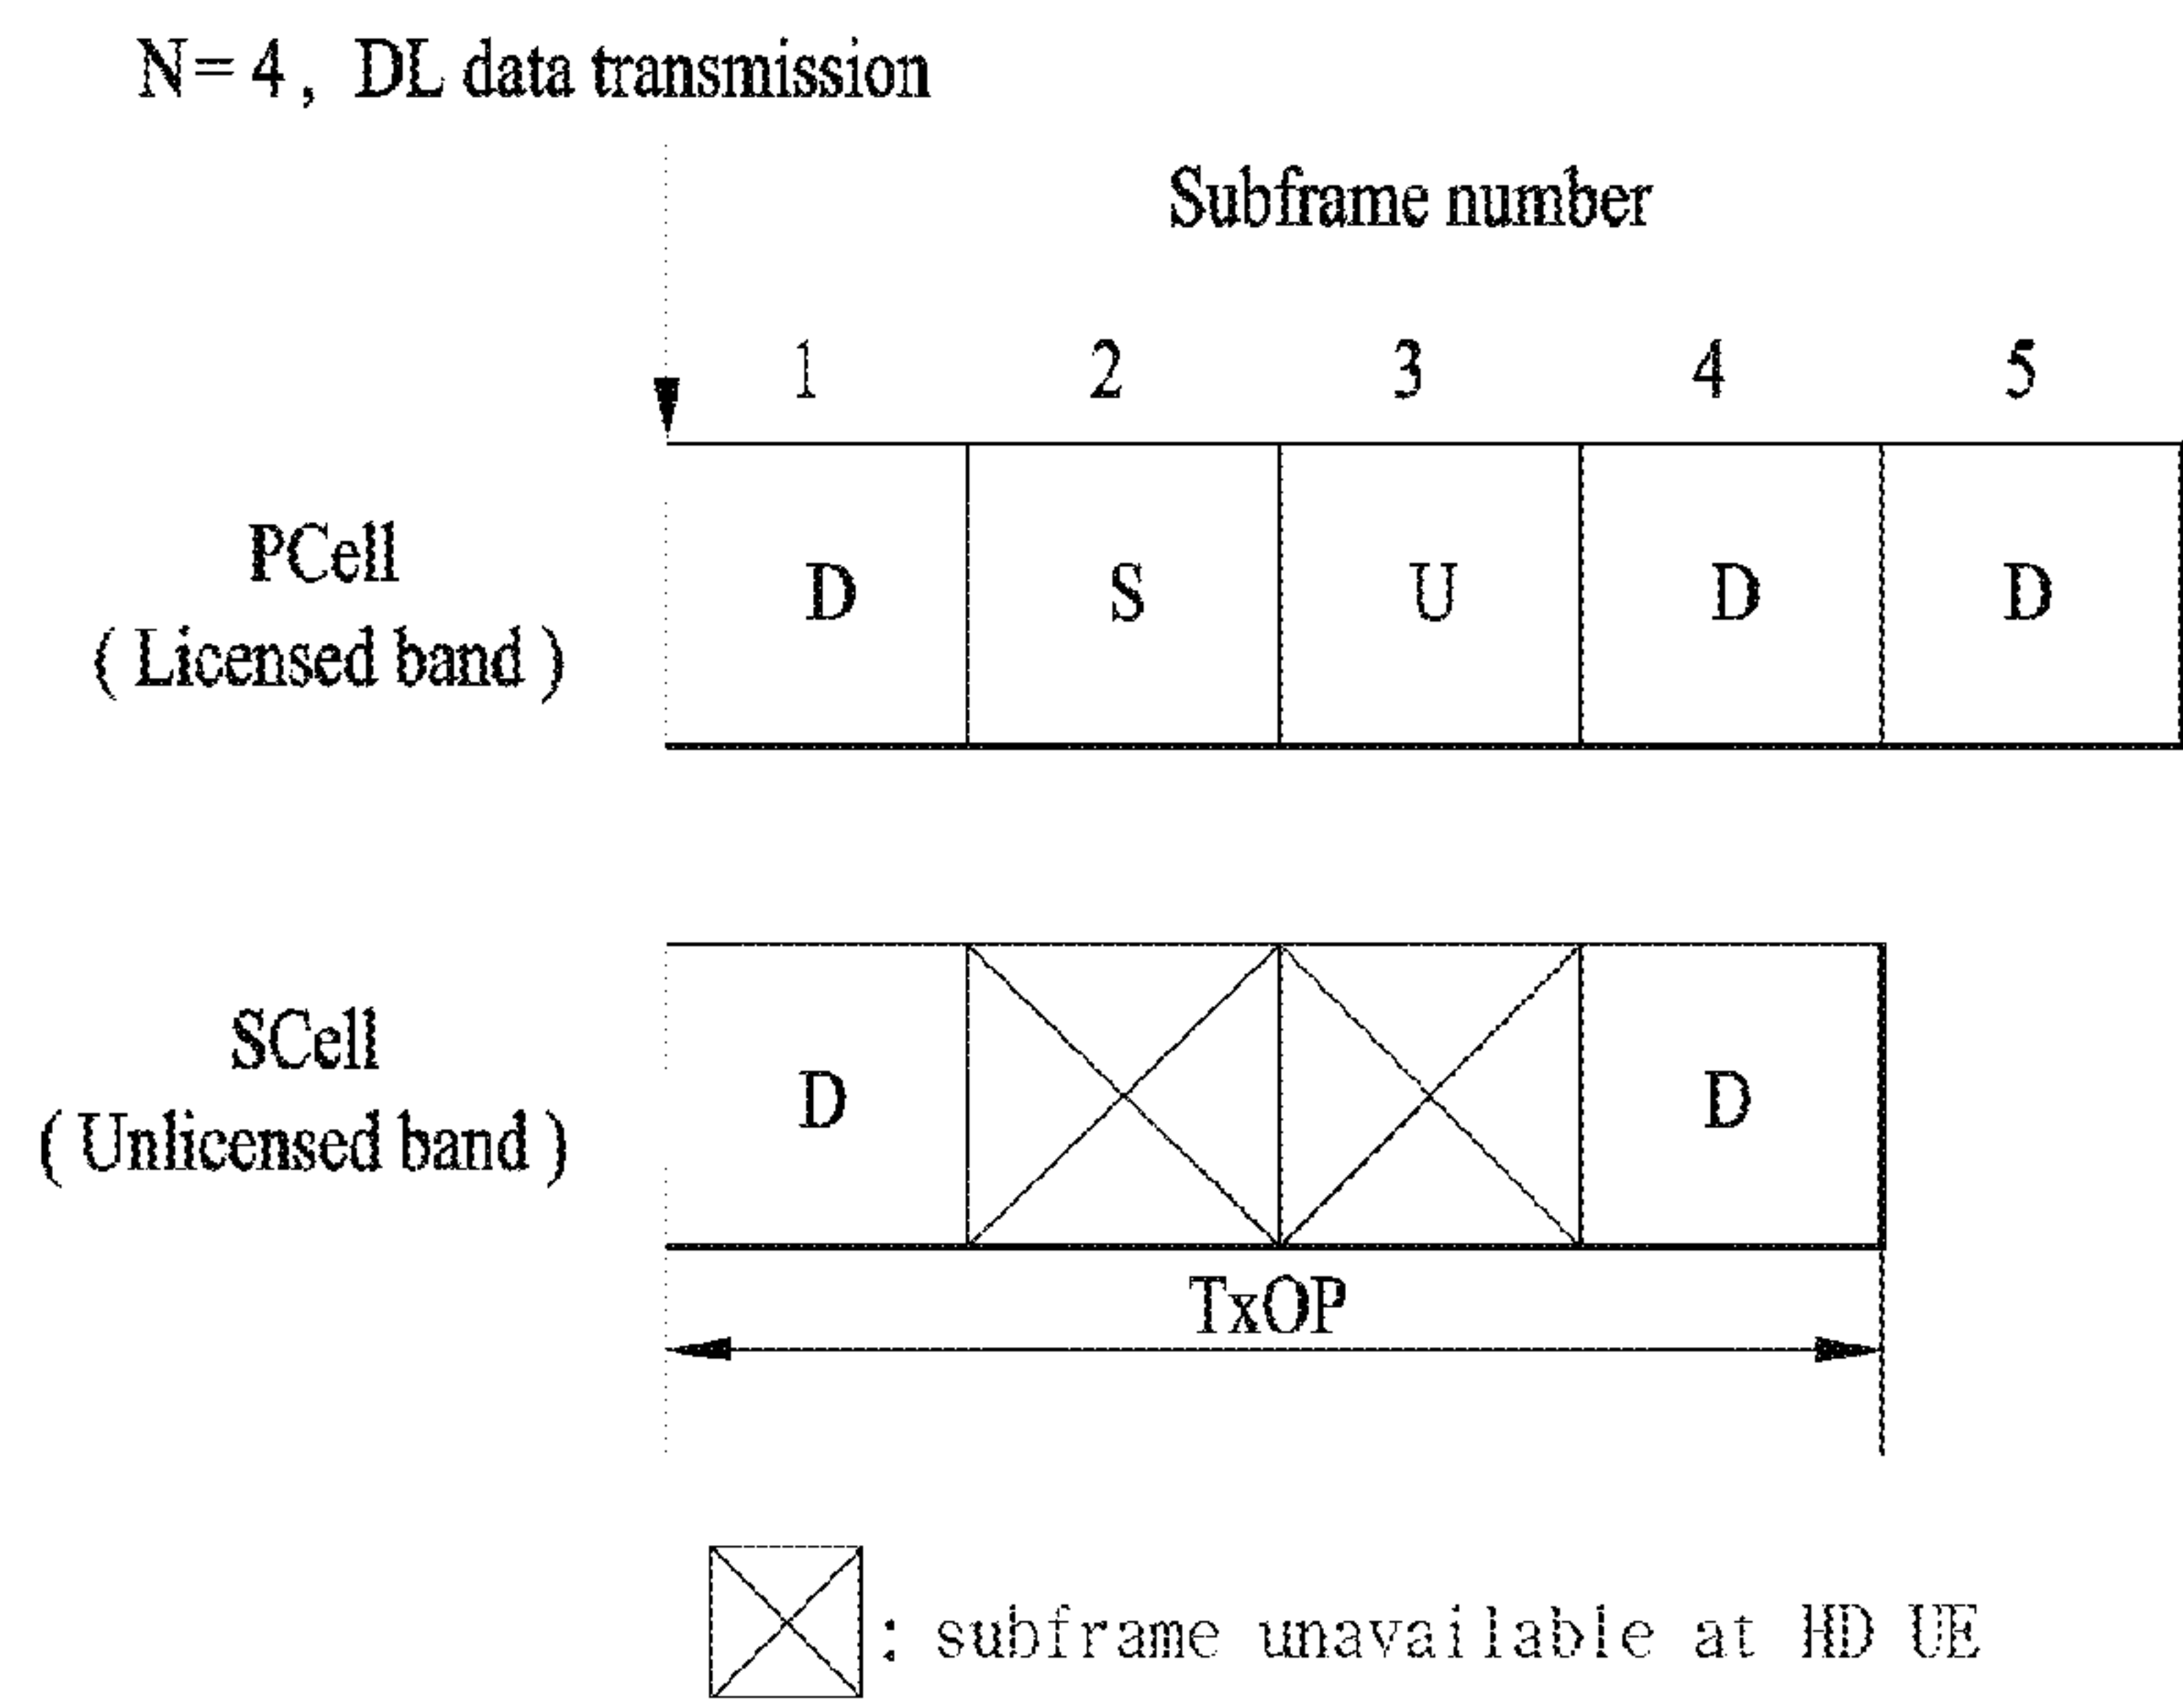 N=4, DL data transmission
Subframe number
1 2 3 4 5
PCell
(Licensed band)
D S U D D
SCell
(Unlicensed band)
D D
TxOP
: subframe unavailable at HD UE